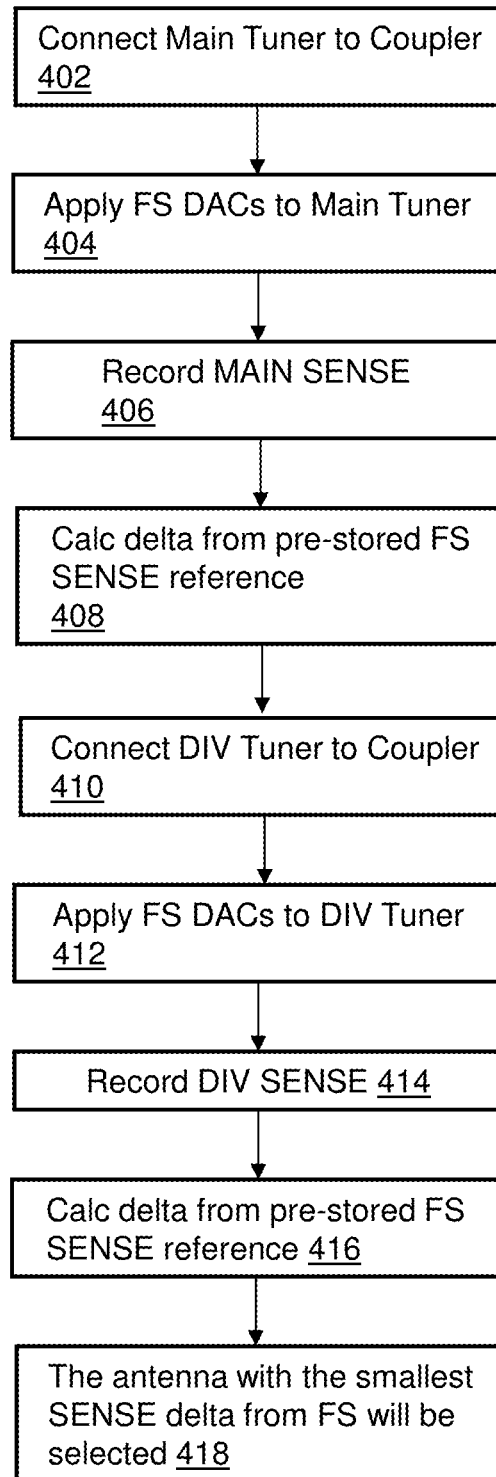 Connect Main Tuner to Coupler
402
Apply FS DACs to Main Tuner
404
Record MAIN SENSE
406
Calc delta from pre-stored FS
SENSE reference
408
Connect DIV Tuner to Coupler
410
Apply FS DACs to DIV Tuner
412
Record DIV SENSE 414
Calc delta from pre-stored FS
SENSE reference 416
The antenna with the smallest
SENSE delta from FS will be
selected 418